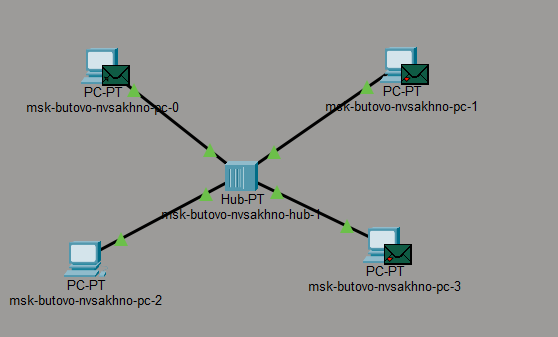 PC-PT
msk-butovo-nvsakhno-pc-0
PC-PT
msk-butovo-nvsakhno-pc-1
Hub-PT
msk-butovo-nvsakhno-hub-1
PC-PT
msk-butovo-nvsakhno-pc-2
PC-PT
msk-butovo-nvsakhno-pc-3